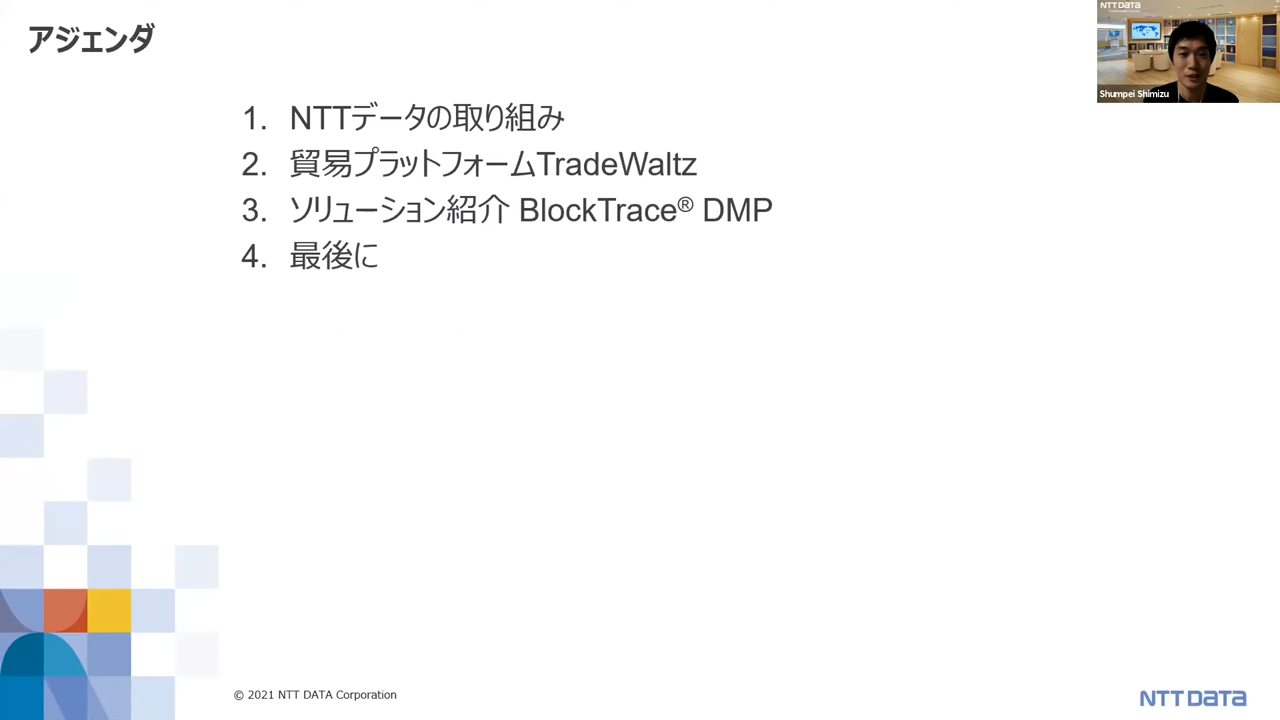 アジェンダ
1. NTTデータの取り組み
2. 貿易プラットフォームTradeWaltz
3. ソリューション紹介 BlockTrace® DMP
4. 最後に
NTT DATA
Shumpei Shimizu
© 2021 NTT DATA Corporation
NTT DATA